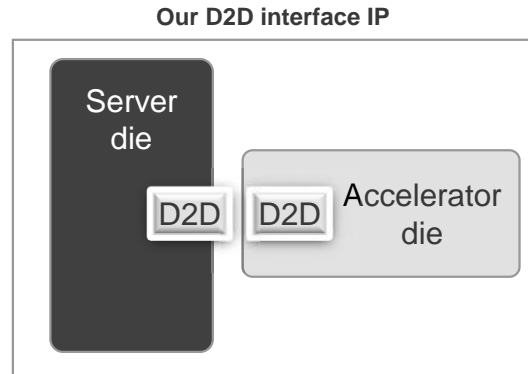 Our D2D interface IP
Server
die
D2D
D2D
Accelerator
die